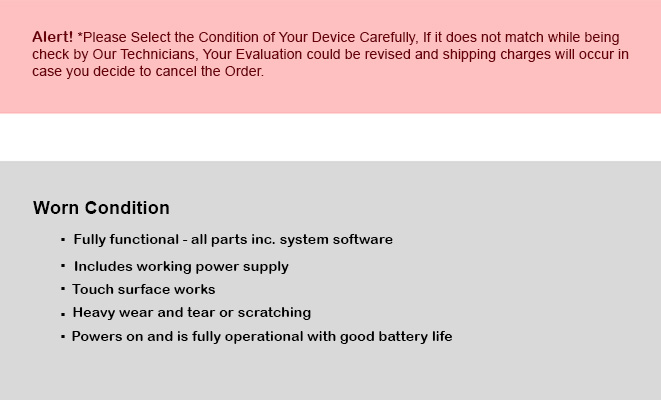 Alert! *Please Select the Condition of Your Device Carefully, If it does not match while being
check by Our Technicians, Your Evaluation could be revised and shipping charges will occur in
case you decide to cancel the Order.
Worn Condition
▪ Fully functional - all parts inc. system software
▪ Includes working power supply
▪ Touch surface works
▪ Heavy wear and tear or scratching
▪ Powers on and is fully operational with good battery life